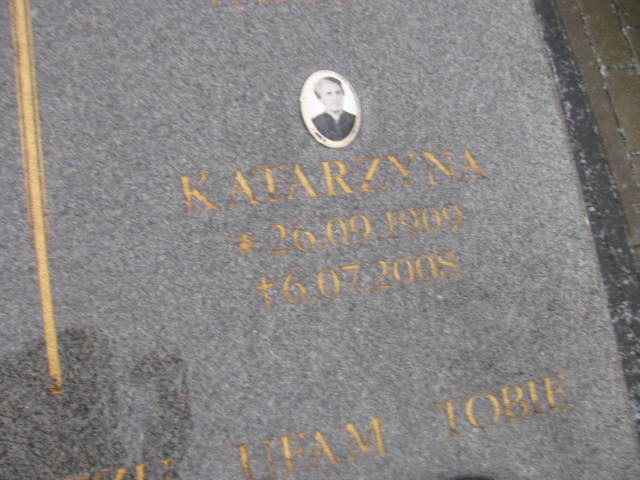 KATARZYNA
* 26.09.1909
† 6.07.2008
UFAM TOBIE